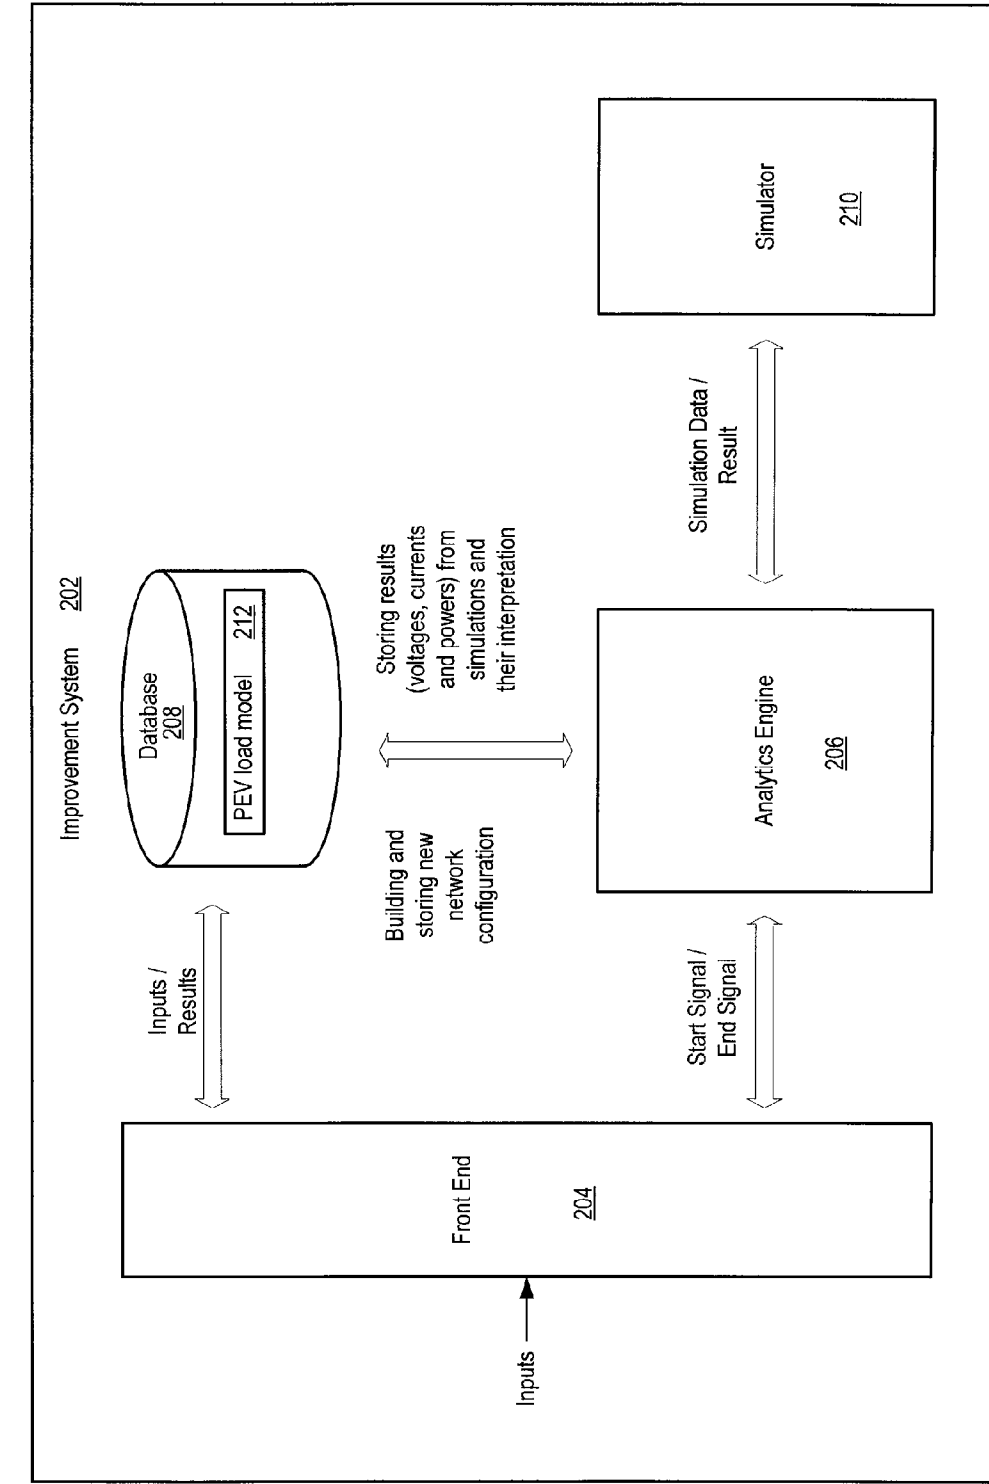 Improvement System 202
Database
208
PEV load model 212
Inputs /
Results
Building and
storing new
network
configuration
Storing results
(voltages, currents
and powers) from
simulations and
their interpretation
Inputs
Front End
204
Start Signal /
End Signal
Analytics Engine
206
Simulation Data /
Result
Simulator
210